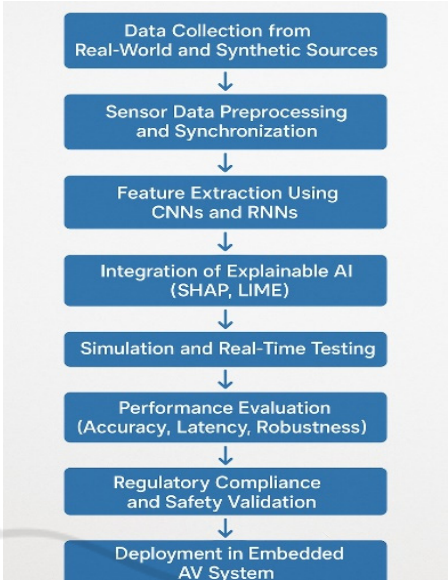 Data Collection from
Real-World and Synthetic Sources
Sensor Data Preprocessing
and Synchronization
Feature Extraction Using
CNNs and RNNs
Integration of Explainable AI
(SHAP, LIME)
Simulation and Real-Time Testing
Performance Evaluation
(Accuracy, Latency, Robustness)
Regulatory Compliance
and Safety Validation
Deployment in Embedded
AV System